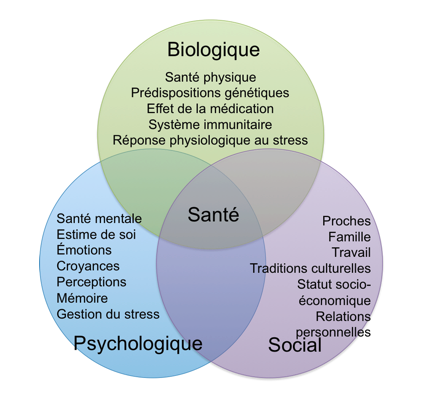 Biologique
Santé physique
Prédispositions génétiques
Effet de la médication
Système immunitaire
Réponse physiologique au stress
Santé
Santé mentale
Estime de soi
Émotions
Croyances
Perceptions
Mémoire
Gestion du stress
Psychologique
Proches
Famille
Travail
Traditions culturelles
Statut socio-
économique
Relations
personnelles
Social